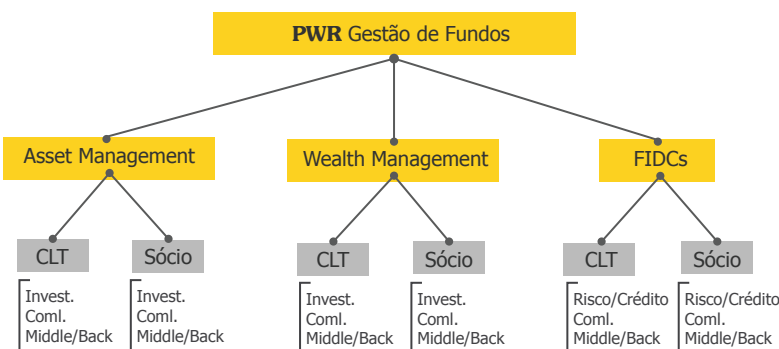 PWR Gestão de Fundos
Asset Management
Wealth Management
FIDCs
CLT
Sócio
CLT
Sócio
CLT
Sócio
Invest.
Coml.
Middle/Back
Invest.
Coml.
Middle/Back
Invest.
Coml.
Middle/Back
Invest.
Coml.
Middle/Back
Risco/Crédito
Coml.
Middle/Back
Risco/Crédito
Coml.
Middle/Back